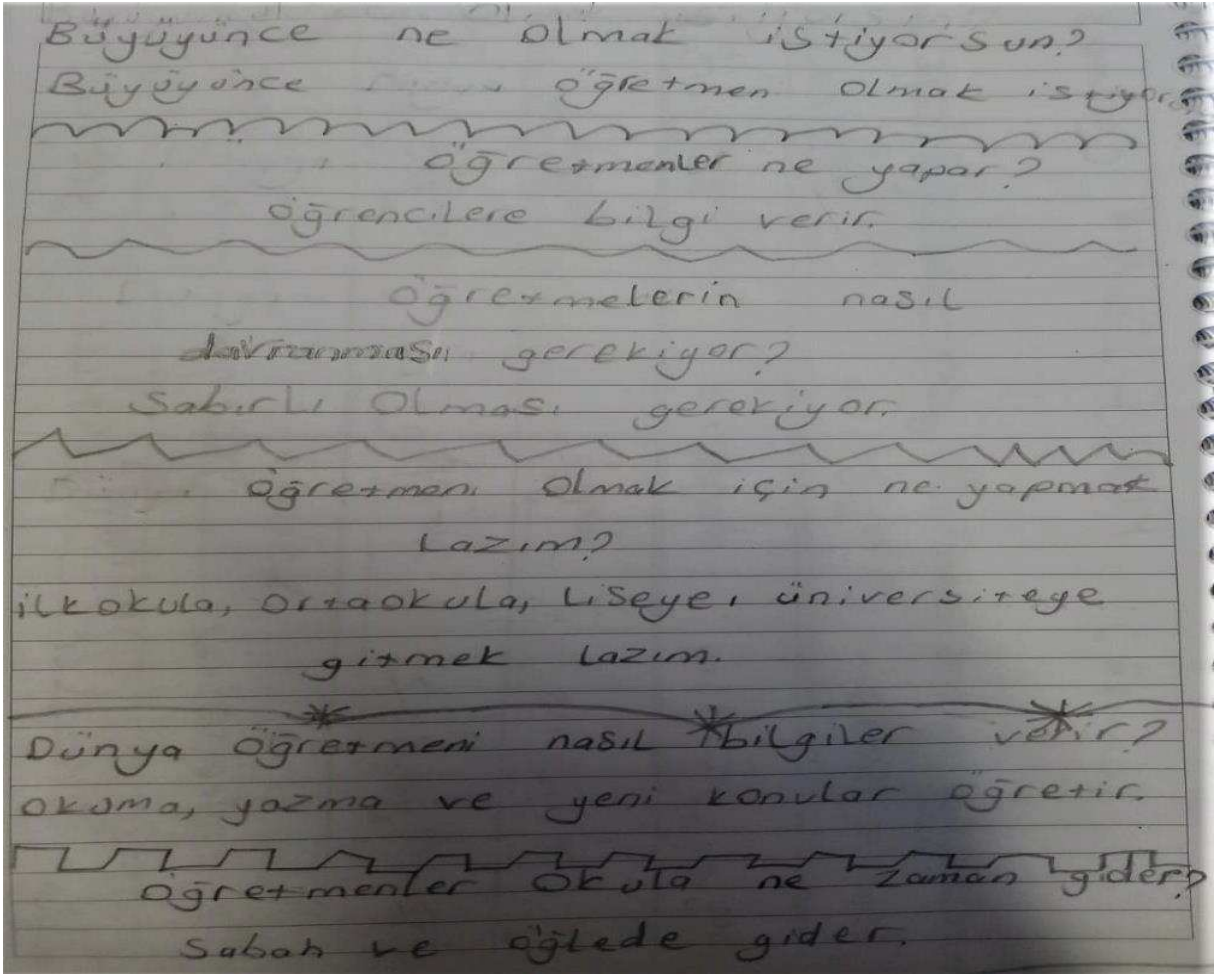 Büyüyünce ne olmak istiyorsun?
Büyüyünce öğretmen olmak istiyor
Öğretmenler ne yapar?
öğrencilere bilgi verir.
Öğretmelerin nasıl
davranması gerekiyor?
Sabırlı Olması gerekiyor.
Öğretmeni Olmak için ne yapmak
Lazım?
ilkokula, Ortaokula, Liseye, üniversiteye
gitmek Lazım.
Dünya öğretmeni nasıl bilgiler verir?
okuma, yazma ve yeni konular öğretir.
Öğretmenler Okula ne zaman gider?
Sabah ve öğlede gider.